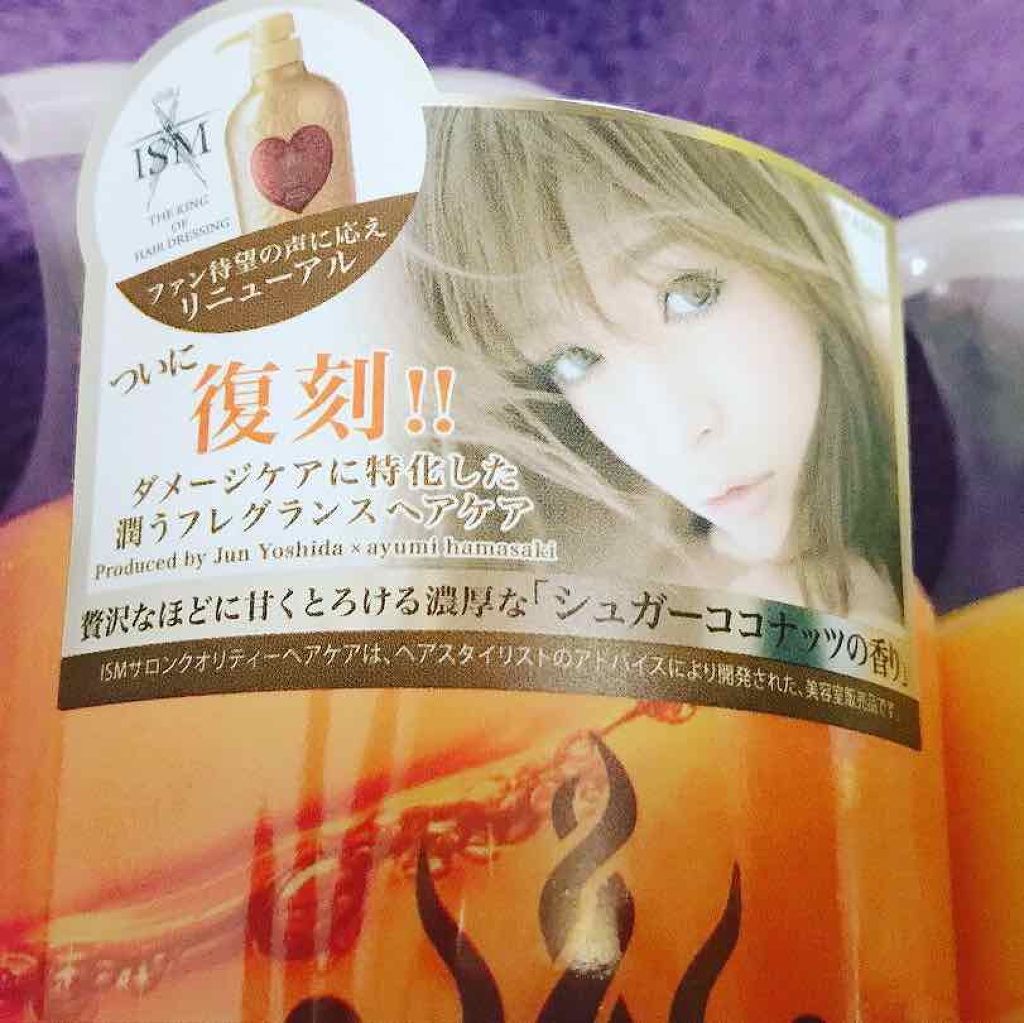 ISM
THE KING
OF
HAIR DRESSING
ファン待望の声に応え
リニューアル
ついに
復刻!!
ダメージケアに特化した
潤うフレグランスヘアケア
Produced by Jun Yoshida × ayumi hamasaki
贅沢なほどに甘くとろける濃厚な「シュガーココナッツの香り」
ISMサロンクオリティーヘアケアは、ヘアスタイリストのアドバイスにより開発された、美容室販売品です。